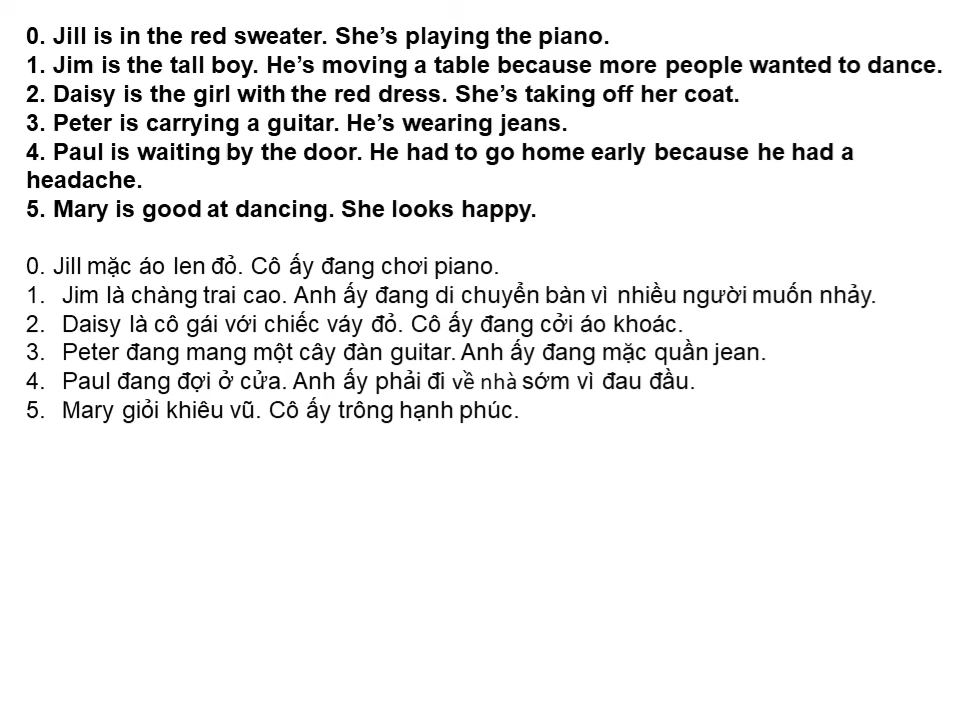 0. Jill is in the red sweater. She’s playing the piano.
1. Jim is the tall boy. He’s moving a table because more people wanted to dance.
2. Daisy is the girl with the red dress. She’s taking off her coat.
3. Peter is carrying a guitar. He’s wearing jeans.
4. Paul is waiting by the door. He had to go home early because he had a
headache.
5. Mary is good at dancing. She looks happy.
0. Jill mặc áo len đỏ. Cô ấy đang chơi piano.
1. Jim là chàng trai cao. Anh ấy đang di chuyển bàn vì nhiều người muốn nhảy.
2. Daisy là cô gái với chiếc váy đỏ. Cô ấy đang cởi áo khoác.
3. Peter đang mang một cây đàn guitar. Anh ấy đang mặc quần jean.
4. Paul đang đợi ở cửa. Anh ấy phải đi về nhà sớm vì đau đầu.
5. Mary giỏi khiêu vũ. Cô ấy trông hạnh phúc.